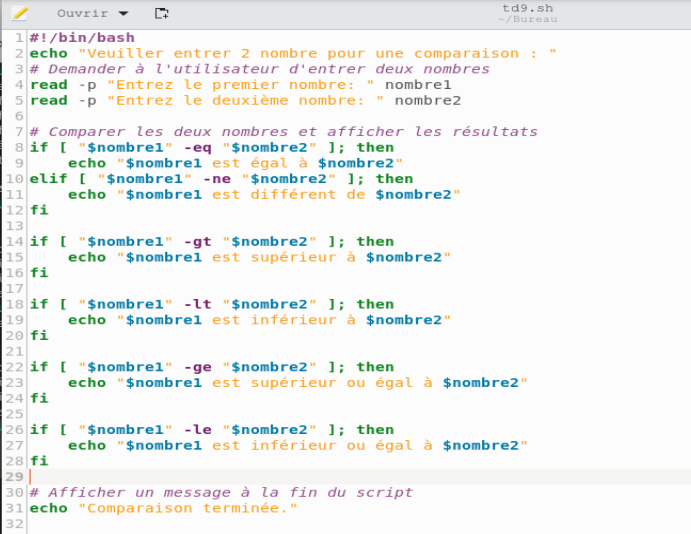 Ouvrir
td9.sh
~/Bureau
1 #!/bin/bash
2 echo "Veuiller entrer 2 nombre pour une comparaison : "
3 # Demander à l'utilisateur d'entrer deux nombres
4 read -p "Entrez le premier nombre: " nombre1
5 read -p "Entrez le deuxième nombre: " nombre2
6
7 # Comparer les deux nombres et afficher les résultats
8 if [ "$nombre1" -eq "$nombre2" ]; then
9     echo "$nombre1 est égal à $nombre2"
10 elif [ "$nombre1" -ne "$nombre2" ]; then
11     echo "$nombre1 est différent de $nombre2"
12 fi
13
14 if [ "$nombre1" -gt "$nombre2" ]; then
15     echo "$nombre1 est supérieur à $nombre2"
16 fi
17
18 if [ "$nombre1" -lt "$nombre2" ]; then
19     echo "$nombre1 est inférieur à $nombre2"
20 fi
21
22 if [ "$nombre1" -ge "$nombre2" ]; then
23     echo "$nombre1 est supérieur ou égal à $nombre2"
24 fi
25
26 if [ "$nombre1" -le "$nombre2" ]; then
27     echo "$nombre1 est inférieur ou égal à $nombre2"
28 fi
29
30 # Afficher un message à la fin du script
31 echo "Comparaison terminée."
32